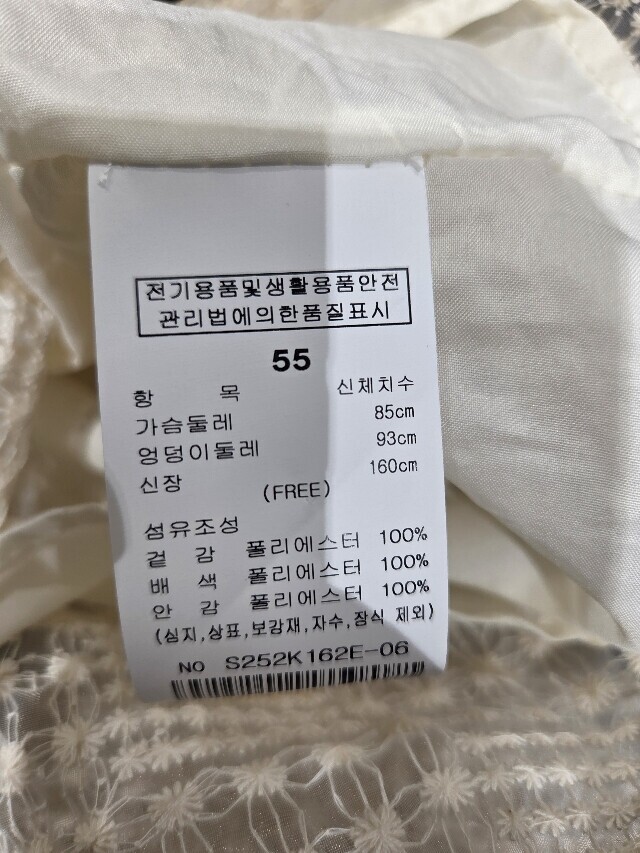 전기용품및생활용품안전
관리법에의한품질표시
55
항 목 신체치수
가슴둘레 85cm
엉덩이둘레 93cm
신장 160cm
(FREE)
섬유조성
겉 감 폴리에스터 100%
배 색 폴리에스터 100%
안 감 폴리에스터 100%
(심지,상표,보강재,자수,장식 제외)
NO S252K162E-06